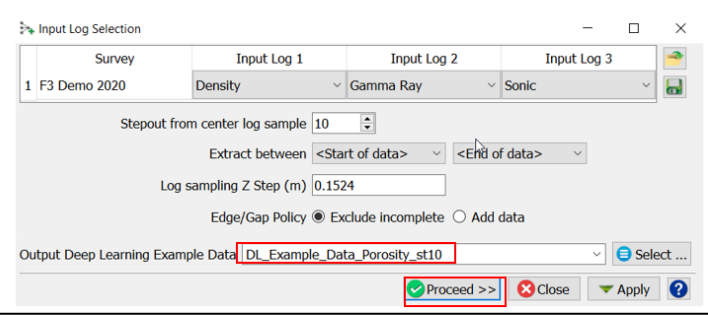 Input Log Selection
Survey Input Log 1 Input Log 2 Input Log 3
1 F3 Demo 2020 Density Gamma Ray Sonic
Stepout from center log sample 10
Extract between <Start of data> <End of data>
Log sampling Z Step (m) 0.1524
Edge/Gap Policy Exclude incomplete Add data
Output Deep Learning Example Data DL_Example_Data_Porosity_st10 Select ...
Proceed >> Close Apply ?